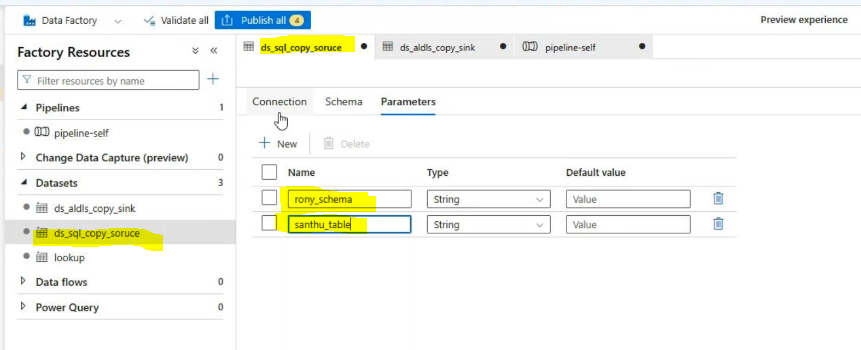 Data Factory
Validate all
Publish all 4
Preview experience
Factory Resources
Filter resources by name
Pipelines 1
pipeline-self
Change Data Capture (preview) 0
Datasets 3
ds_aldls_copy_sink
ds_sql_copy_soruce
lookup
Data flows 0
Power Query 0
ds_sql_copy_soruce
ds_aldls_copy_sink
pipeline-self
Connection Schema Parameters
New Delete
Name Type Default value
rony_schema String Value
santhu_table String Value